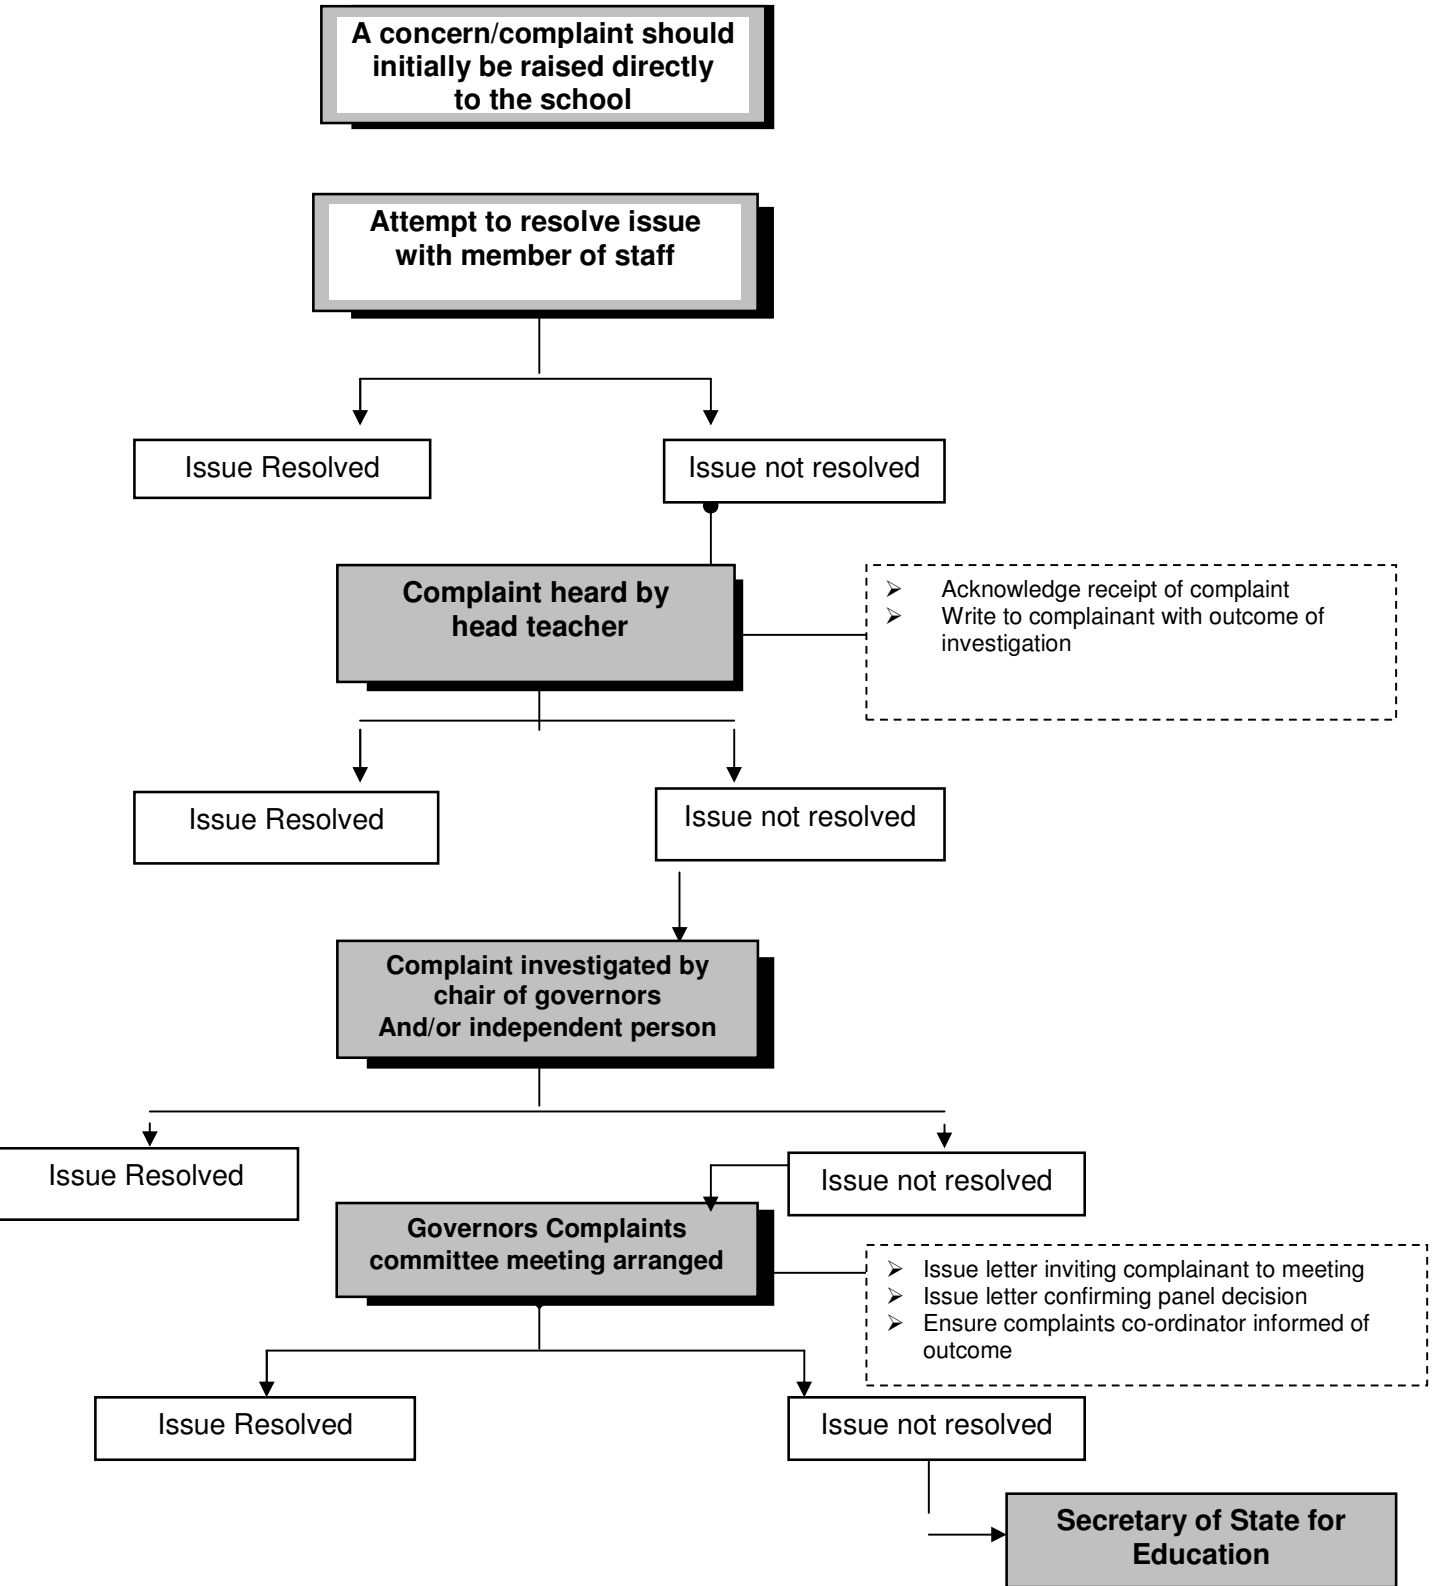 A concern/complaint should
initially be raised directly
to the school
Attempt to resolve issue
with member of staff
Issue Resolved
Issue not resolved
Complaint heard by
head teacher
➢ Acknowledge receipt of complaint
➢ Write to complainant with outcome of
investigation
Issue Resolved
Issue not resolved
Complaint investigated by
chair of governors
And/or independent person
Issue Resolved
Issue not resolved
Governors Complaints
committee meeting arranged
➢ Issue letter inviting complainant to meeting
➢ Issue letter confirming panel decision
➢ Ensure complaints co-ordinator informed of
outcome
Issue Resolved
Issue not resolved
Secretary of State for
Education